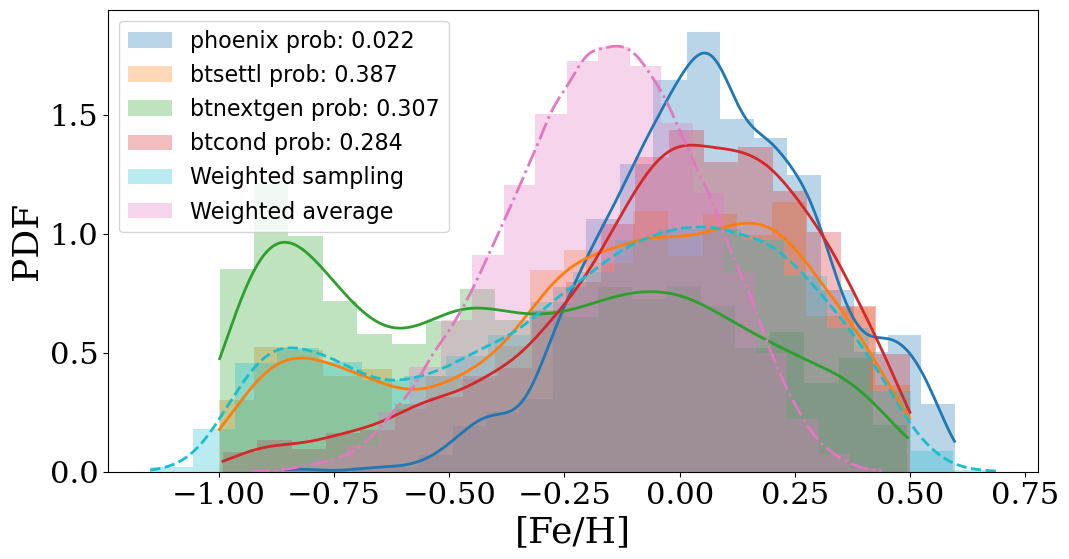 phoenix prob: 0.022
btsettl prob: 0.387
btnextgen prob: 0.307
btcond prob: 0.284
Weighted sampling
Weighted average
PDF
1.5
1.0
0.5
0.0
−1.00 −0.75 −0.50 −0.25 0.00 0.25 0.50 0.75
[Fe/H]